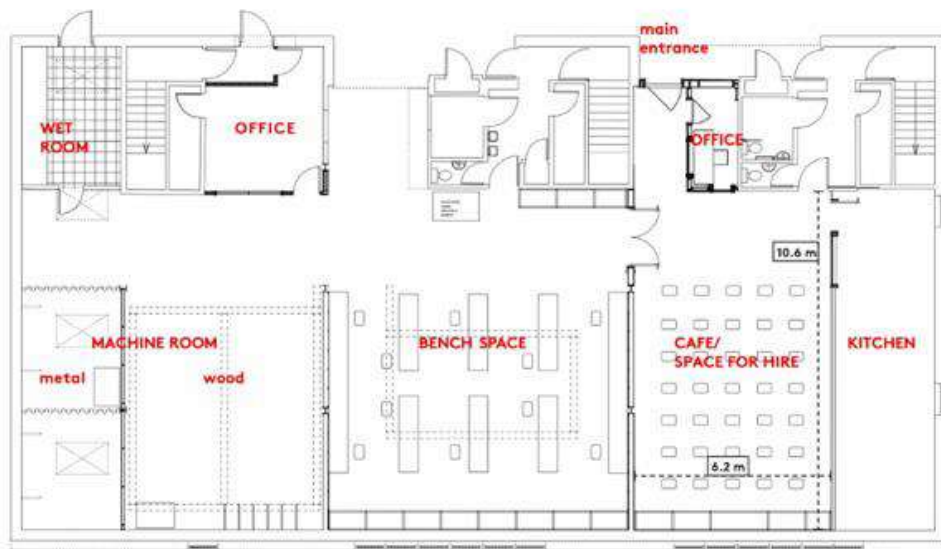 main
entrance
WET
ROOM
OFFICE
OFFICE
10.6 m
MACHINE ROOM
BENCH SPACE
CAFE/
SPACE FOR HIRE
KITCHEN
metal
wood
6.2 m